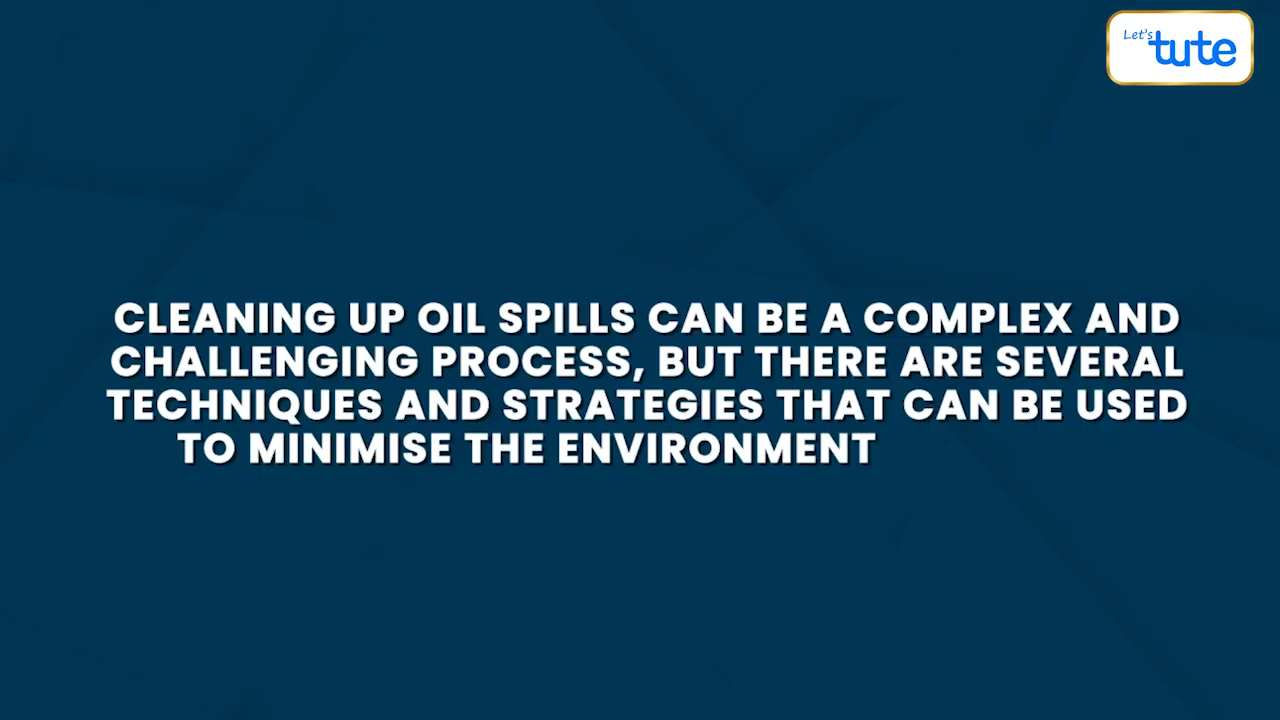 Let's
tute
CLEANING UP OIL SPILLS CAN BE A COMPLEX AND
CHALLENGING PROCESS, BUT THERE ARE SEVERAL
TECHNIQUES AND STRATEGIES THAT CAN BE USED
TO MINIMISE THE ENVIRONMENT